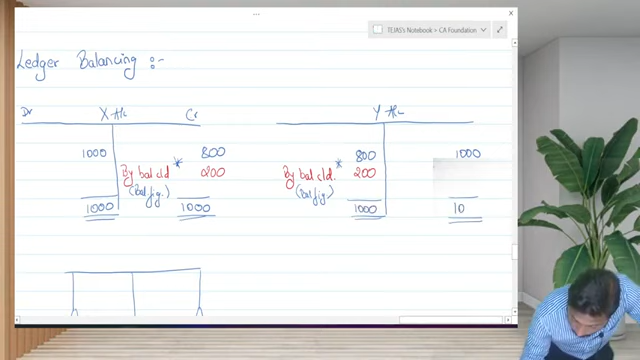 TEJAS's Notebook > CA Foundation
Ledger Balancing :-
Dr X A/c Cr
1000 800
By bal c/d * 200
(Bal fig.)
1000 1000
Y A/c
800 1000
By bal c/d. * 200
(Bal fig.)
1000 10